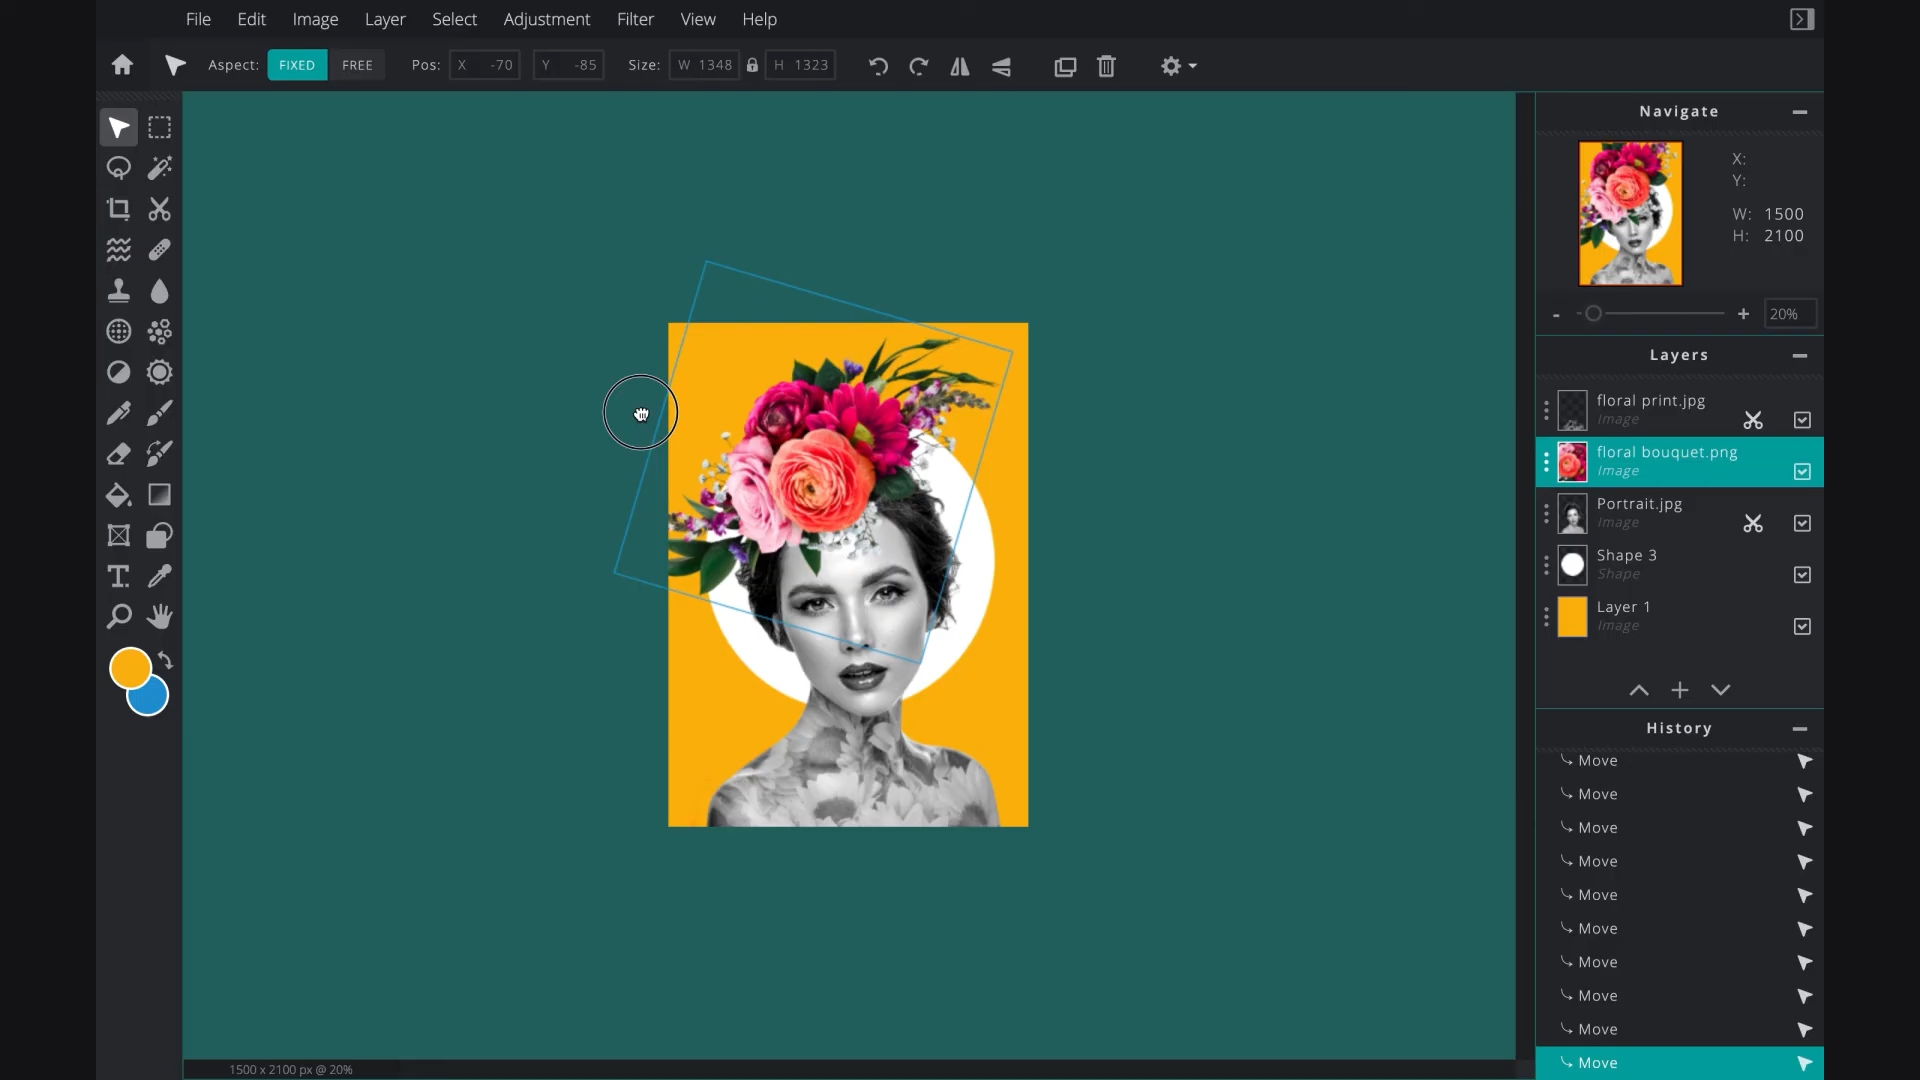 File Edit Image Layer Select Adjustment Filter View Help
Aspect: FIXED FREE Pos: X -70 Y -85 Size: W 1348 H 1323
Navigate
X:
Y:
W: 1500
H: 2100
- + 20%
Layers
floral print.jpg
Image
floral bouquet.png
Image
Portrait.jpg
Image
Shape 3
Shape
Layer 1
Image
History
Move
Move
Move
Move
Move
Move
Move
Move
Move
Move
1500 x 2100 px @ 20%